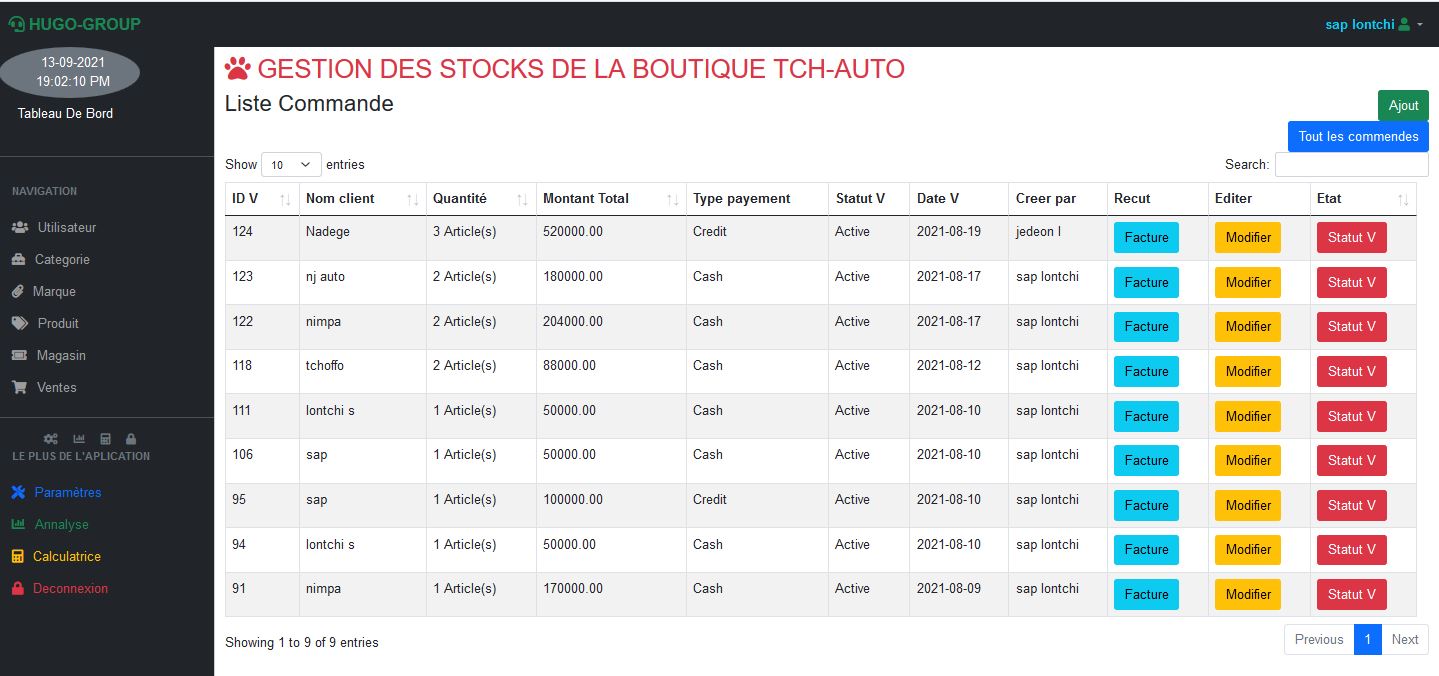 HUGO-GROUP
sap lontchi
13-09-2021
19:02:10 PM
Tableau De Bord
NAVIGATION
Utilisateur
Categorie
Marque
Produit
Magasin
Ventes
LE PLUS DE L'APLICATION
Paramètres
Annalyse
Calculatrice
Deconnexion
GESTION DES STOCKS DE LA BOUTIQUE TCH-AUTO
Liste Commande
Ajout
Tout les commendes
Show 10 entries
Search:
ID V Nom client Quantité Montant Total Type payement Statut V Date V Creer par Recut Editer Etat
124 Nadege 3 Article(s) 520000.00 Credit Active 2021-08-19 jedeon l Facture Modifier Statut V
123 nj auto 2 Article(s) 180000.00 Cash Active 2021-08-17 sap lontchi Facture Modifier Statut V
122 nimpa 2 Article(s) 204000.00 Cash Active 2021-08-17 sap lontchi Facture Modifier Statut V
118 tchoffo 2 Article(s) 88000.00 Cash Active 2021-08-12 sap lontchi Facture Modifier Statut V
111 lontchi s 1 Article(s) 50000.00 Cash Active 2021-08-10 sap lontchi Facture Modifier Statut V
106 sap 1 Article(s) 50000.00 Cash Active 2021-08-10 sap lontchi Facture Modifier Statut V
95 sap 1 Article(s) 100000.00 Credit Active 2021-08-10 sap lontchi Facture Modifier Statut V
94 lontchi s 1 Article(s) 50000.00 Cash Active 2021-08-10 sap lontchi Facture Modifier Statut V
91 nimpa 1 Article(s) 170000.00 Cash Active 2021-08-09 sap lontchi Facture Modifier Statut V
Showing 1 to 9 of 9 entries
Previous 1 Next